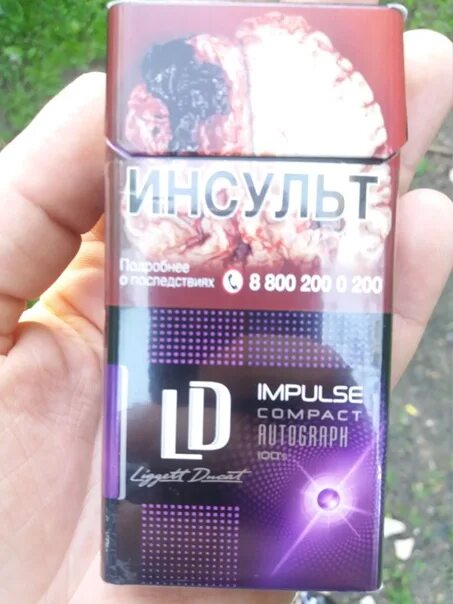 ИНСУЛЬТ
Подробнее
о последствиях 8 800 200 0 200
LD
Liggett Ducat
IMPULSE
COMPACT
AUTOGRAPH
100's